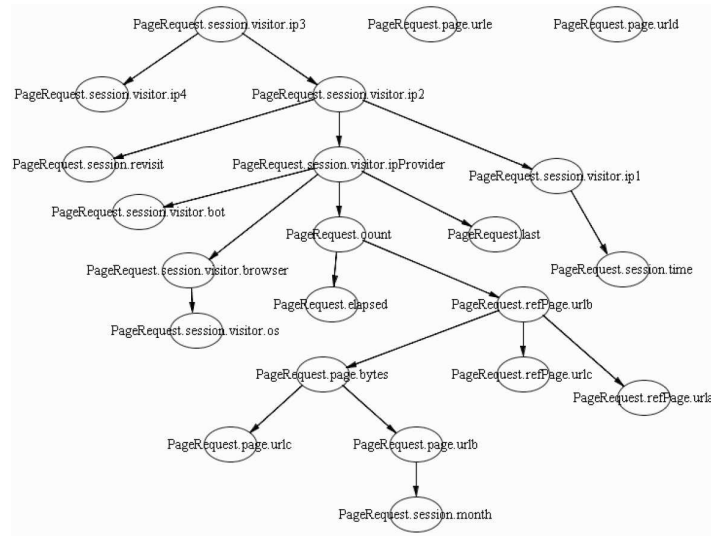 PageRequest.session.visitor.ip3
PageRequest.page.urle
PageRequest.page.urld
PageRequest.session.visitor.ip4
PageRequest.session.visitor.ip2
PageRequest.session.revisit
PageRequest.session.visitor.ipProvider
PageRequest.session.visitor.ip1
PageRequest.session.visitor.bot
PageRequest.count
PageRequest.last
PageRequest.session.visitor.browser
PageRequest.session.time
PageRequest.elapsed
PageRequest.refPage.urlb
PageRequest.session.visitor.os
PageRequest.page.bytes
PageRequest.refPage.urlc
PageRequest.refPage.urla
PageRequest.page.urlc
PageRequest.page.urlb
PageRequest.session.month